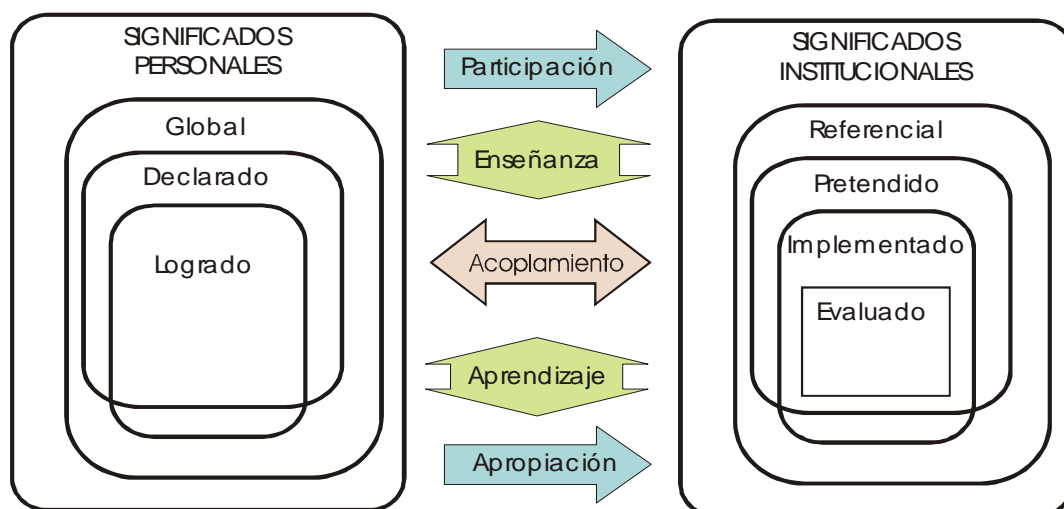 SIGNIFICADOS
PERSONALES
Global
Declarado
Logrado
Participación
Enseñanza
Acoplamiento
Aprendizaje
Apropiación
SIGNIFICADOS
INSTITUCIONALES
Referencial
Pretendido
Implementado
Evaluado